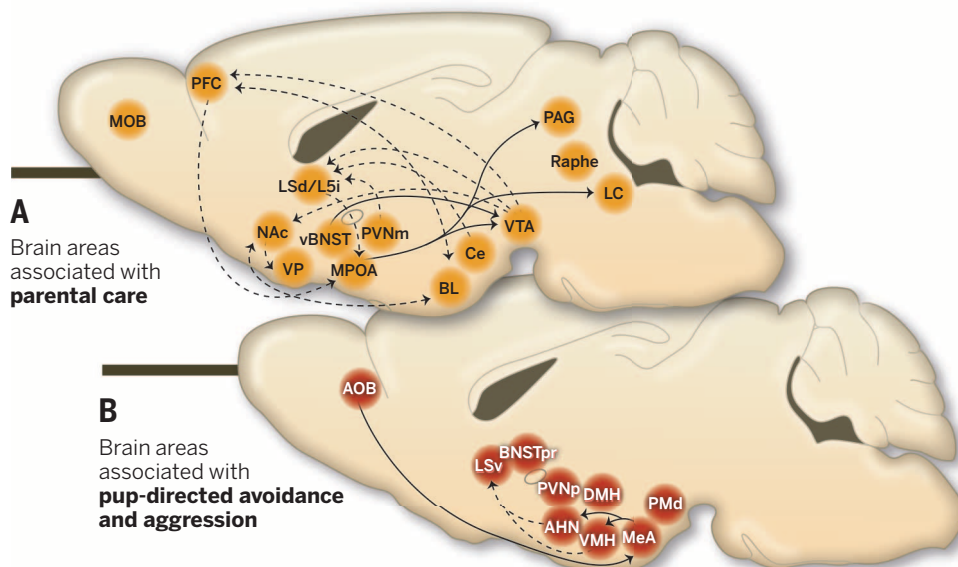 PFC
MOB
PAG
Raphe
LSd/L5i
LC
A
Brain areas
associated with
parental care
NAc
vBNST
PVNm
VTA
VP
MPOA
Ce
BL
AOB
B
Brain areas
associated with
pup-directed avoidance
and aggression
BNSTpr
LSv
PVNp
DMH
PMd
AHN
VMH
MeA